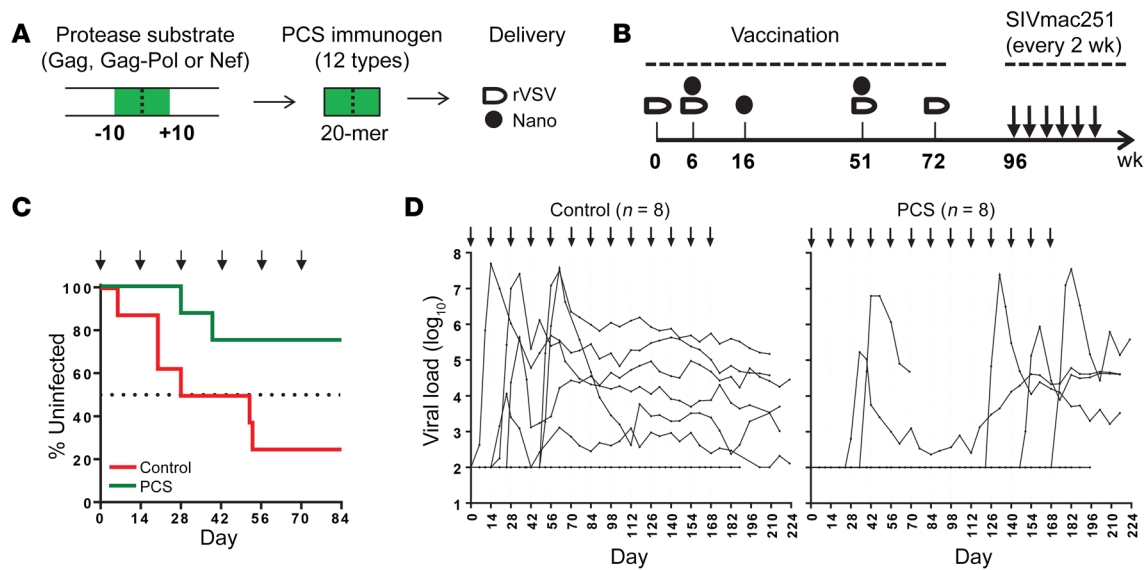 A
Protease substrate
(Gag, Gag-Pol or Nef)
-10
+10
PCS immunogen
(12 types)
20-mer
Delivery
rVSV
Nano
B
Vaccination
SIVmac251
(every 2 wk)
0 6 16 51 72 96 wk
C
% Uninfected
100
80
60
40
20
0
Control
PCS
0 14 28 42 56 70 84
Day
D
Control (n = 8)
Viral load (log10)
8
7
6
5
4
3
2
1
0 14 28 42 56 70 84 98 112 126 140 154 168 182 196 210 224
Day
PCS (n = 8)
0 14 28 42 56 70 84 98 112 126 140 154 168 182 196 210 224
Day